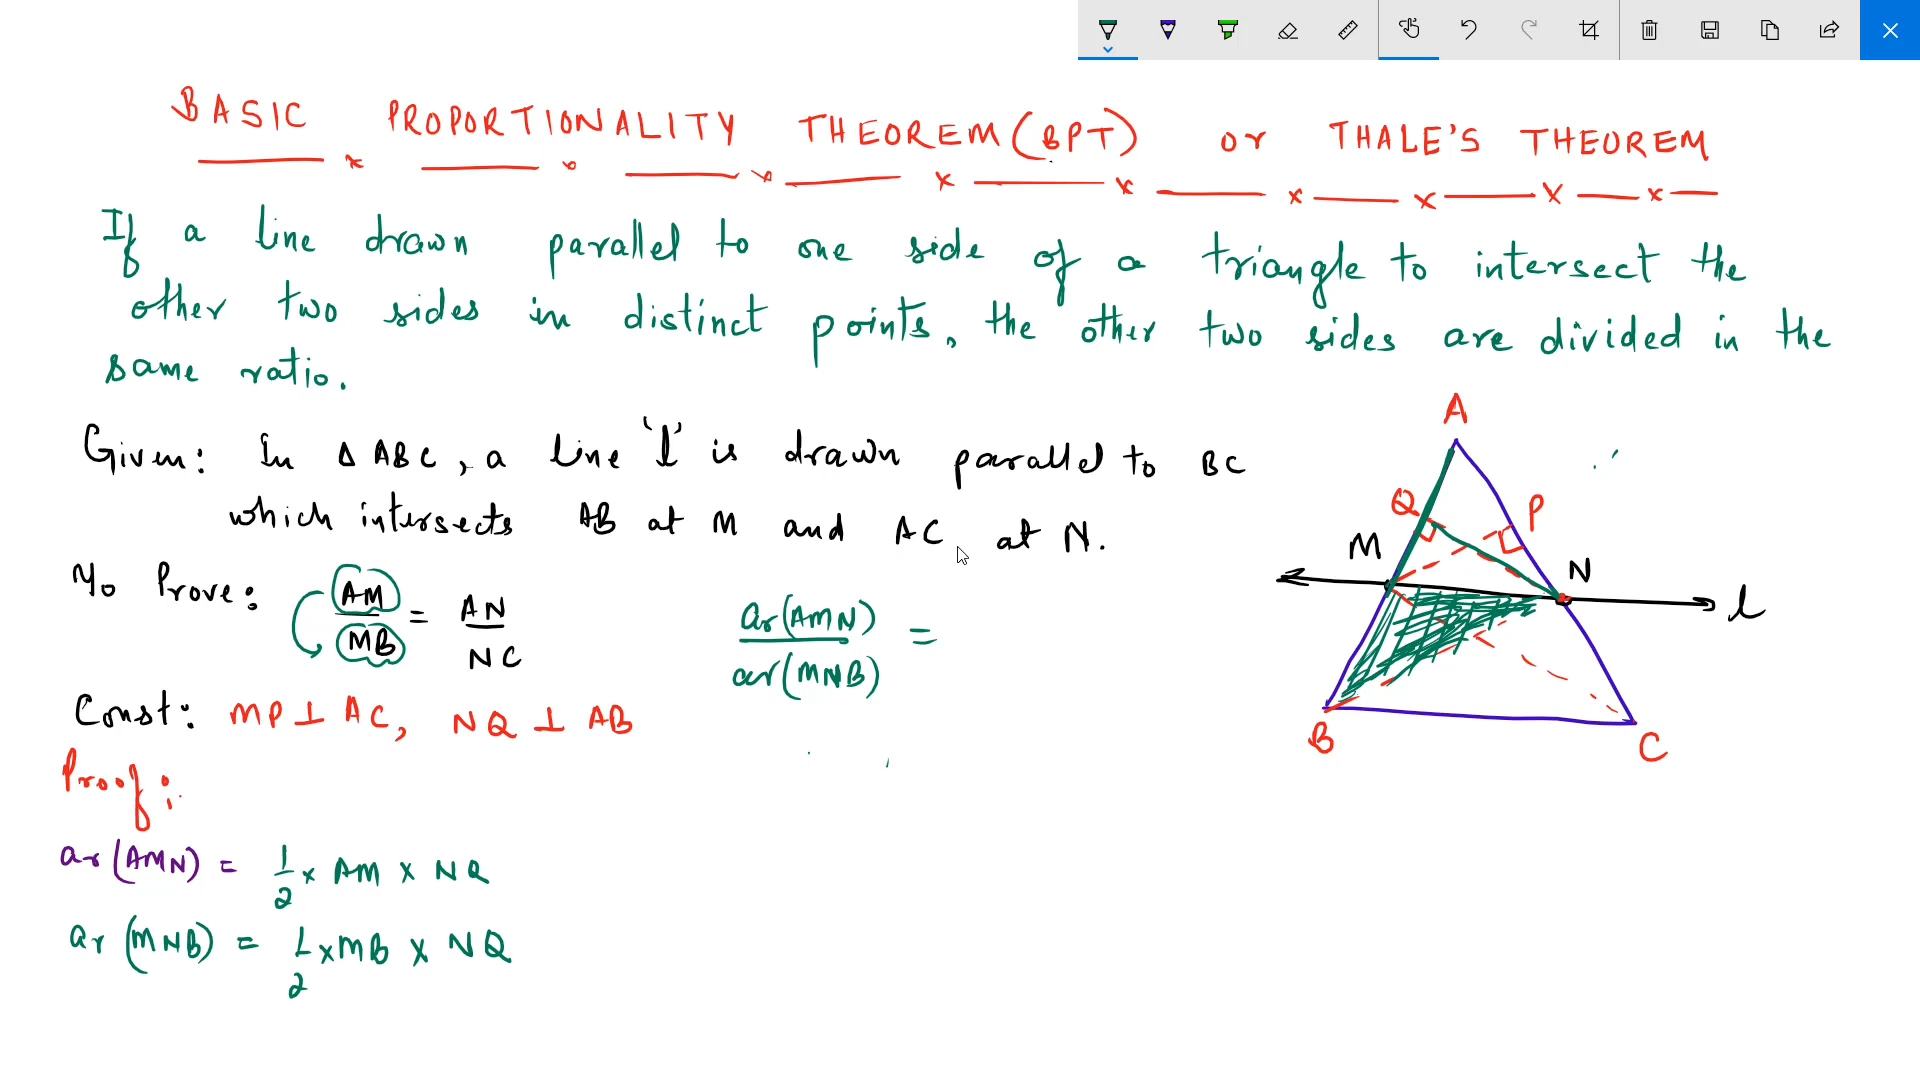 BASIC PROPORTIONALITY THEOREM (BPT) or THALE'S THEOREM
If a line drawn parallel to one side of a triangle to intersect the
other two sides in distinct points, the other two sides are divided in the
same ratio.
Given: In Δ ABC, a line 'l' is drawn parallel to BC
which intersects AB at M and AC at N.
To Prove: AM/MB = AN/NC
ar(AMN)/ar(MNB) =
Const: MP ⊥ AC, NQ ⊥ AB
Proof:
ar(AMN) = 1/2 × AM × NQ
ar(MNB) = 1/2 × MB × NQ
A
Q
P
M
N
l
B
C